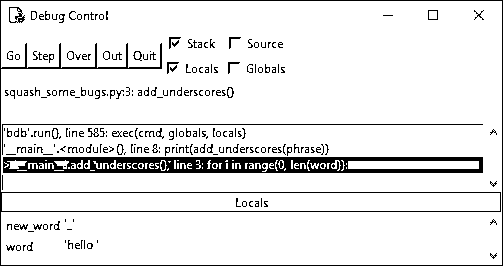 Debug Control
Go Step Over Out Quit
Stack Source
Locals Globals
squash_some_bugs.py:3: add_underscores()
'bdb'.run(), line 585: exec(cmd, globals, locals)
'__main__'.<module>(), line 8: print(add_underscores(phrase))
> '__main__'.add_underscores(), line 3: for i in range(0, len(word)):
Locals
new_word '_'
word 'hello '